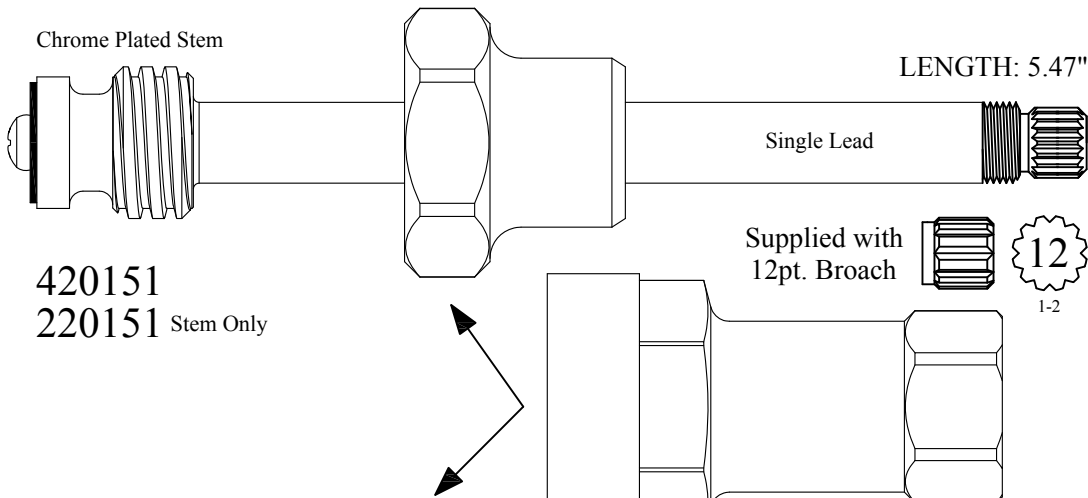 Chrome Plated Stem
LENGTH: 5.47"
Single Lead
Supplied with
12pt. Broach
12
1-2
420151
220151 Stem Only